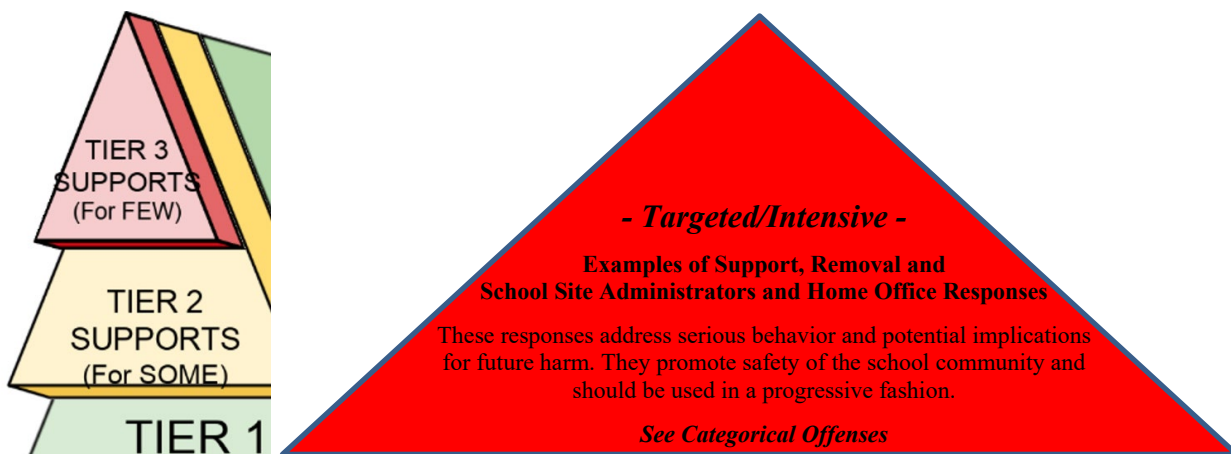 TIER 3
SUPPORTS
(For FEW)
TIER 2
SUPPORTS
(For SOME)
TIER 1
- Targeted/Intensive -
Examples of Support, Removal and
School Site Administrators and Home Office Responses
These responses address serious behavior and potential implications
for future harm. They promote safety of the school community and
should be used in a progressive fashion.
See Categorical Offenses